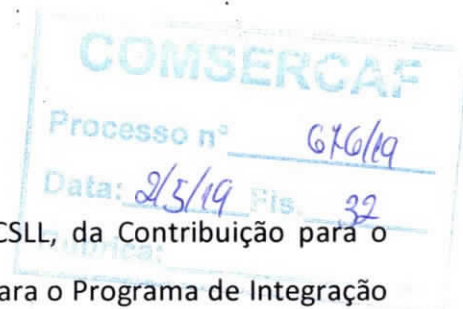 COMSERCAF
Processo nº 676/19
Data: 2/5/19 Fls. 32
CSLL, da Contribuição para o
Rubrica:
ara o Programa de Integração